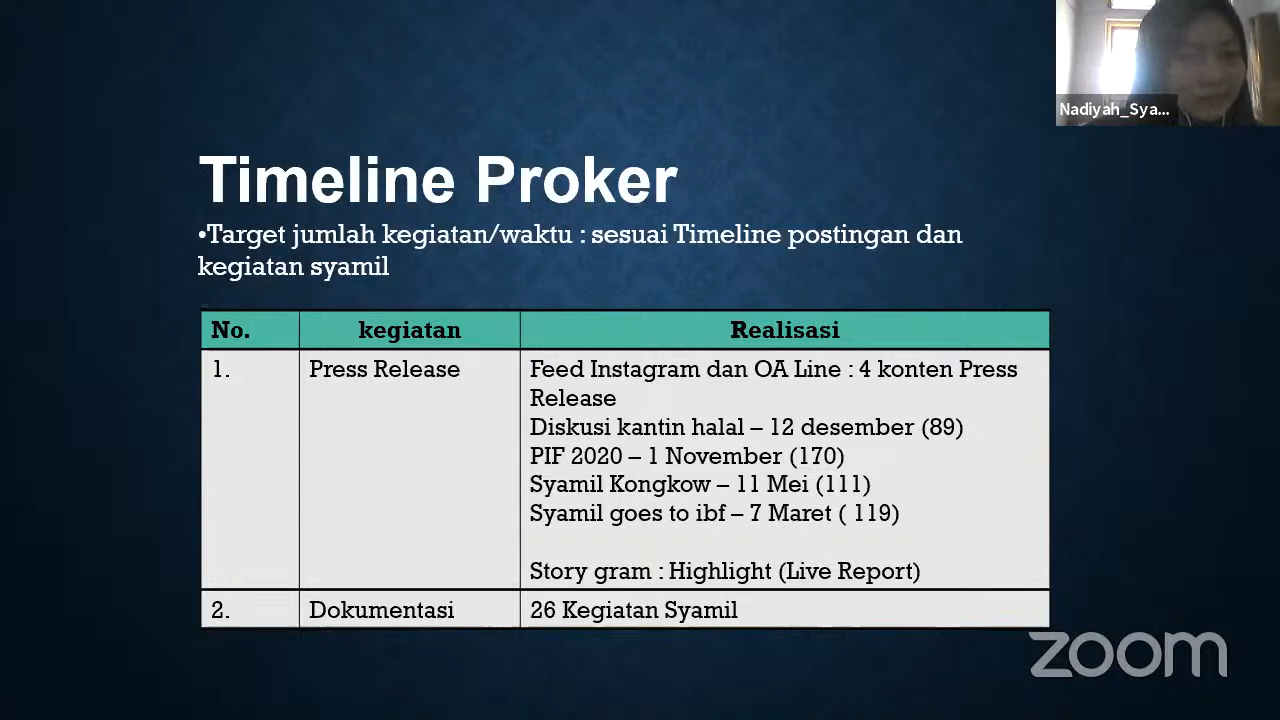 Nadiyah_Sya...
Timeline Proker
•Target jumlah kegiatan/waktu : sesuai Timeline postingan dan
kegiatan syamil
No. kegiatan Realisasi
1. Press Release Feed Instagram dan OA Line : 4 konten Press
Release
Diskusi kantin halal – 12 desember (89)
PIF 2020 – 1 November (170)
Syamil Kongkow – 11 Mei (111)
Syamil goes to ibf – 7 Maret ( 119)
Story gram : Highlight (Live Report)
2. Dokumentasi 26 Kegiatan Syamil
zoom